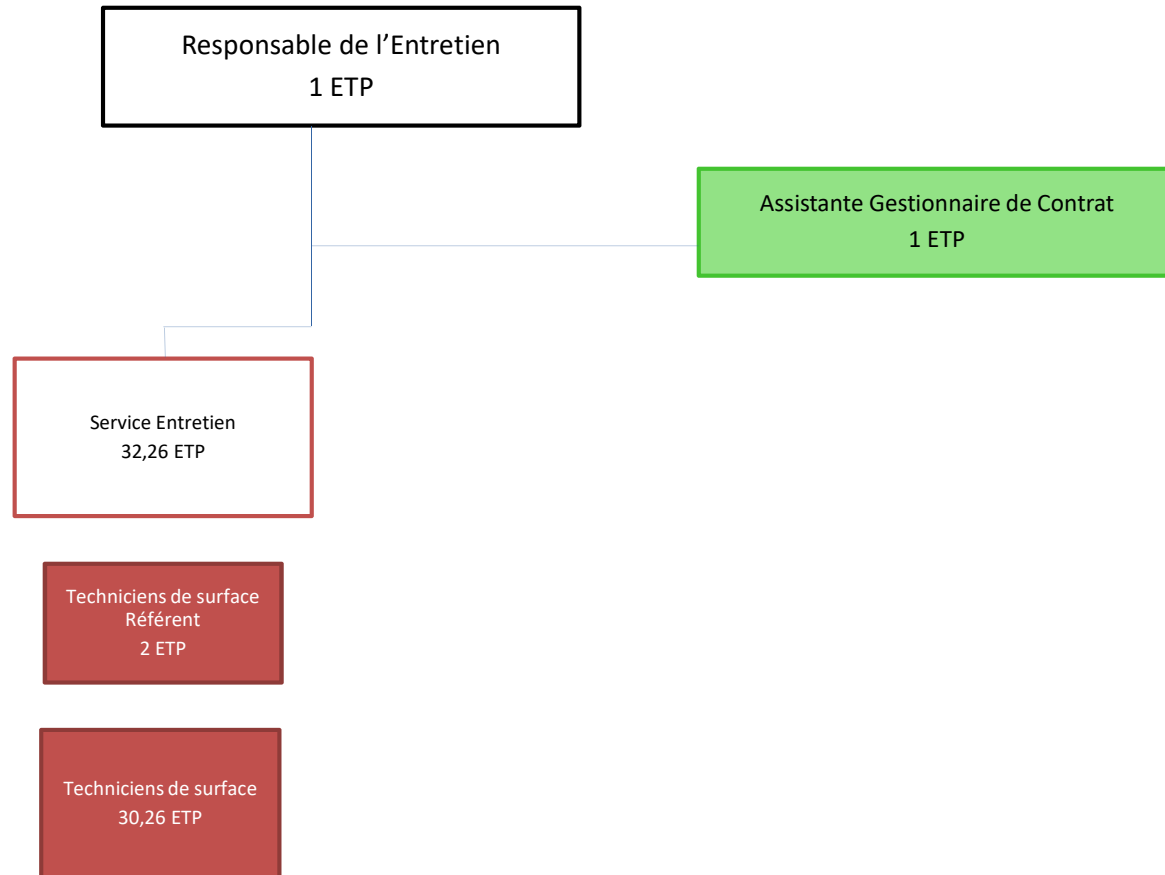 Responsable de l’Entretien
1 ETP
Assistante Gestionnaire de Contrat
1 ETP
Service Entretien
32,26 ETP
Techniciens de surface
Référent
2 ETP
Techniciens de surface
30,26 ETP